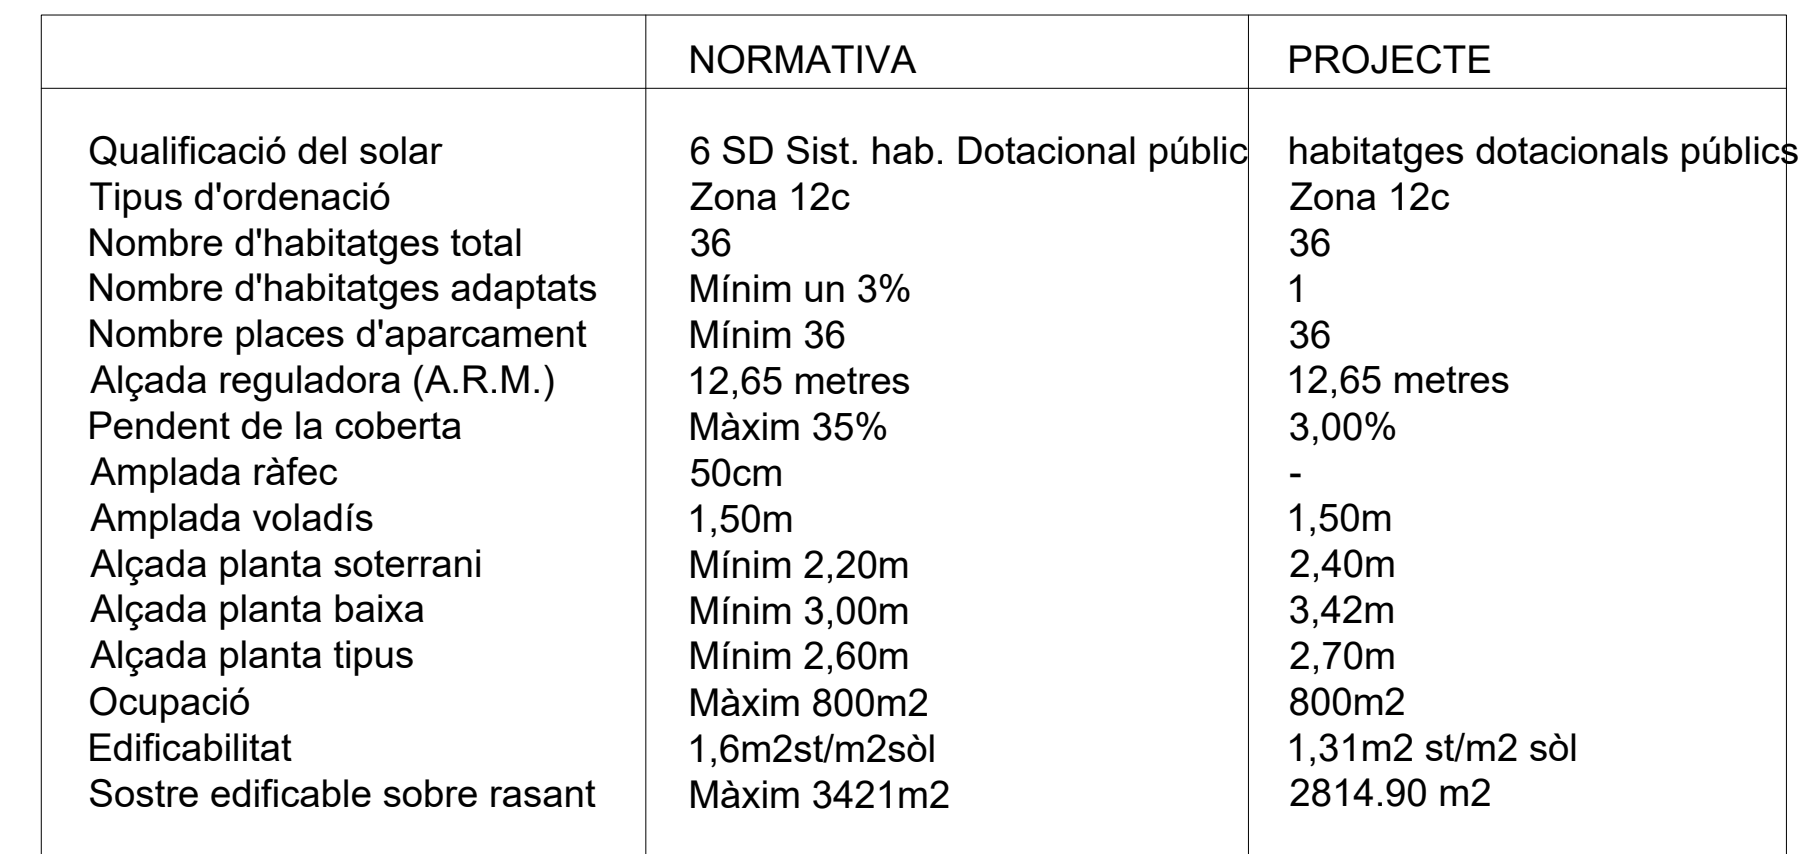 NORMATIVA PROJECTE
Qualificació del solar 6 SD Sist. hab. Dotacional públic habitatges dotacionals públics
Tipus d'ordenació Zona 12c Zona 12c
Nombre d'habitatges total 36 36
Nombre d'habitatges adaptats Mínim un 3% 1
Nombre places d'aparcament Mínim 36 36
Alçada reguladora (A.R.M.) 12,65 metres 12,65 metres
Pendent de la coberta Màxim 35% 3,00%
Amplada ràfec 50cm -
Amplada voladís 1,50m 1,50m
Alçada planta soterrani Mínim 2,20m 2,40m
Alçada planta baixa Mínim 3,00m 3,42m
Alçada planta tipus Mínim 2,60m 2,70m
Ocupació Màxim 800m2 800m2
Edificabilitat 1,6m2st/m2sòl 1,31m2 st/m2 sòl
Sostre edificable sobre rasant Màxim 3421m2 2814.90 m2